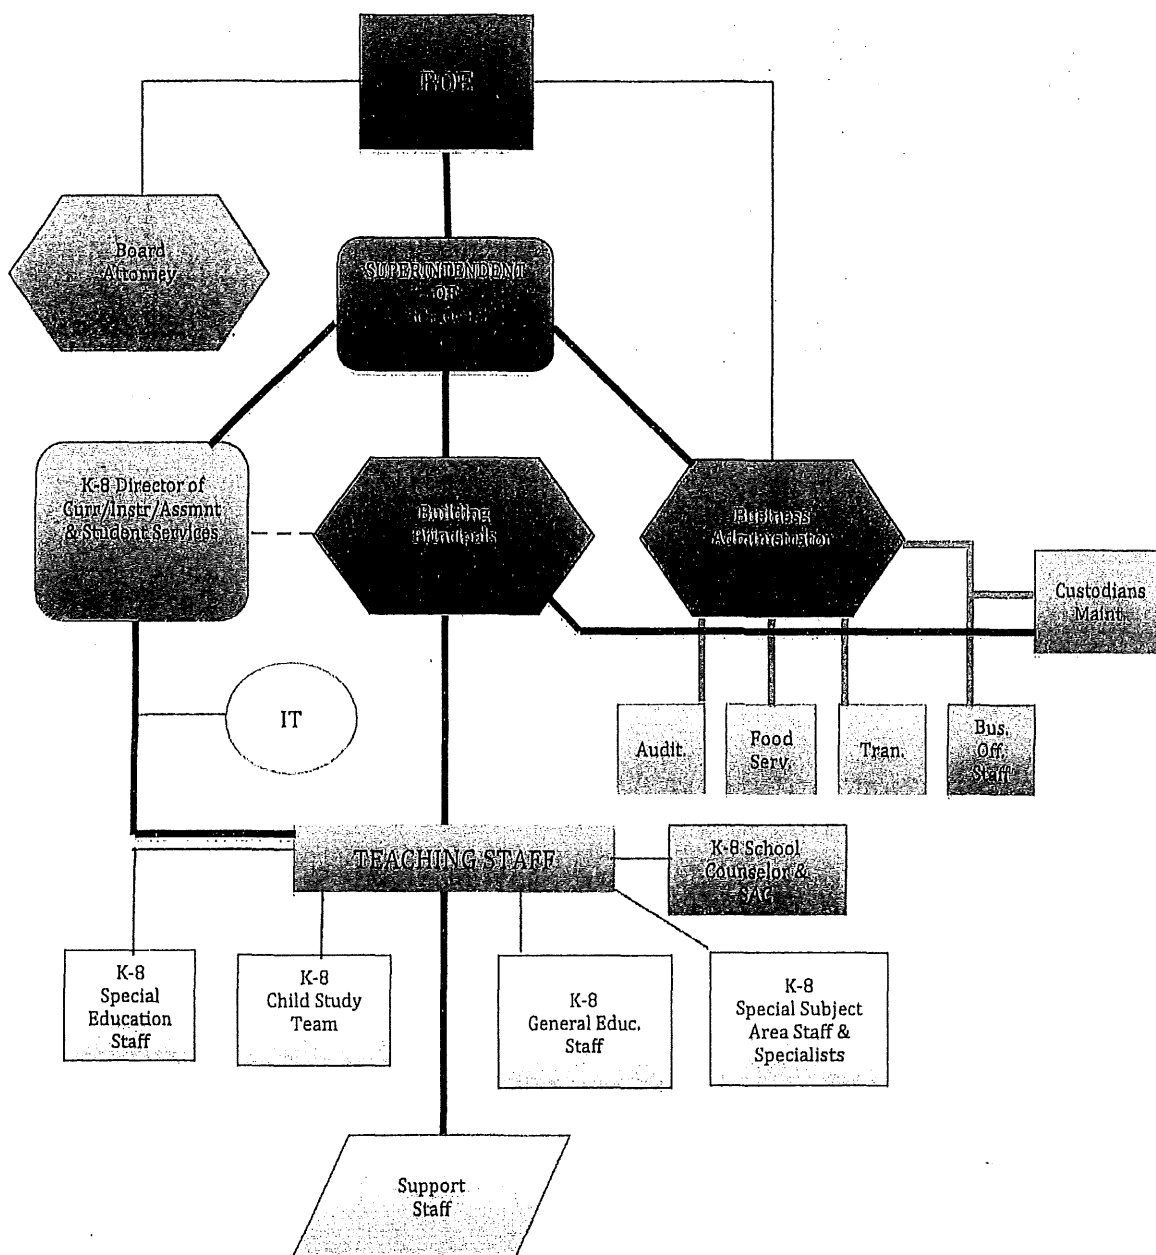 BOE
Board
Attorney
SUPERINTENDENT
OF
K-8 Director of
Curr/Instr/Assmnt
& Student Services
Building
Principals
Business
Administrator
Custodians
Maint.
IT
Audit.
Food
Serv.
Tran.
Bus.
Off.
Staff
TEACHING STAFF
K-8 School
Counselor &
SAC
K-8
Special
Education
Staff
K-8
Child Study
Team
K-8
General Educ.
Staff
K-8
Special Subject
Area Staff &
Specialists
Support
Staff